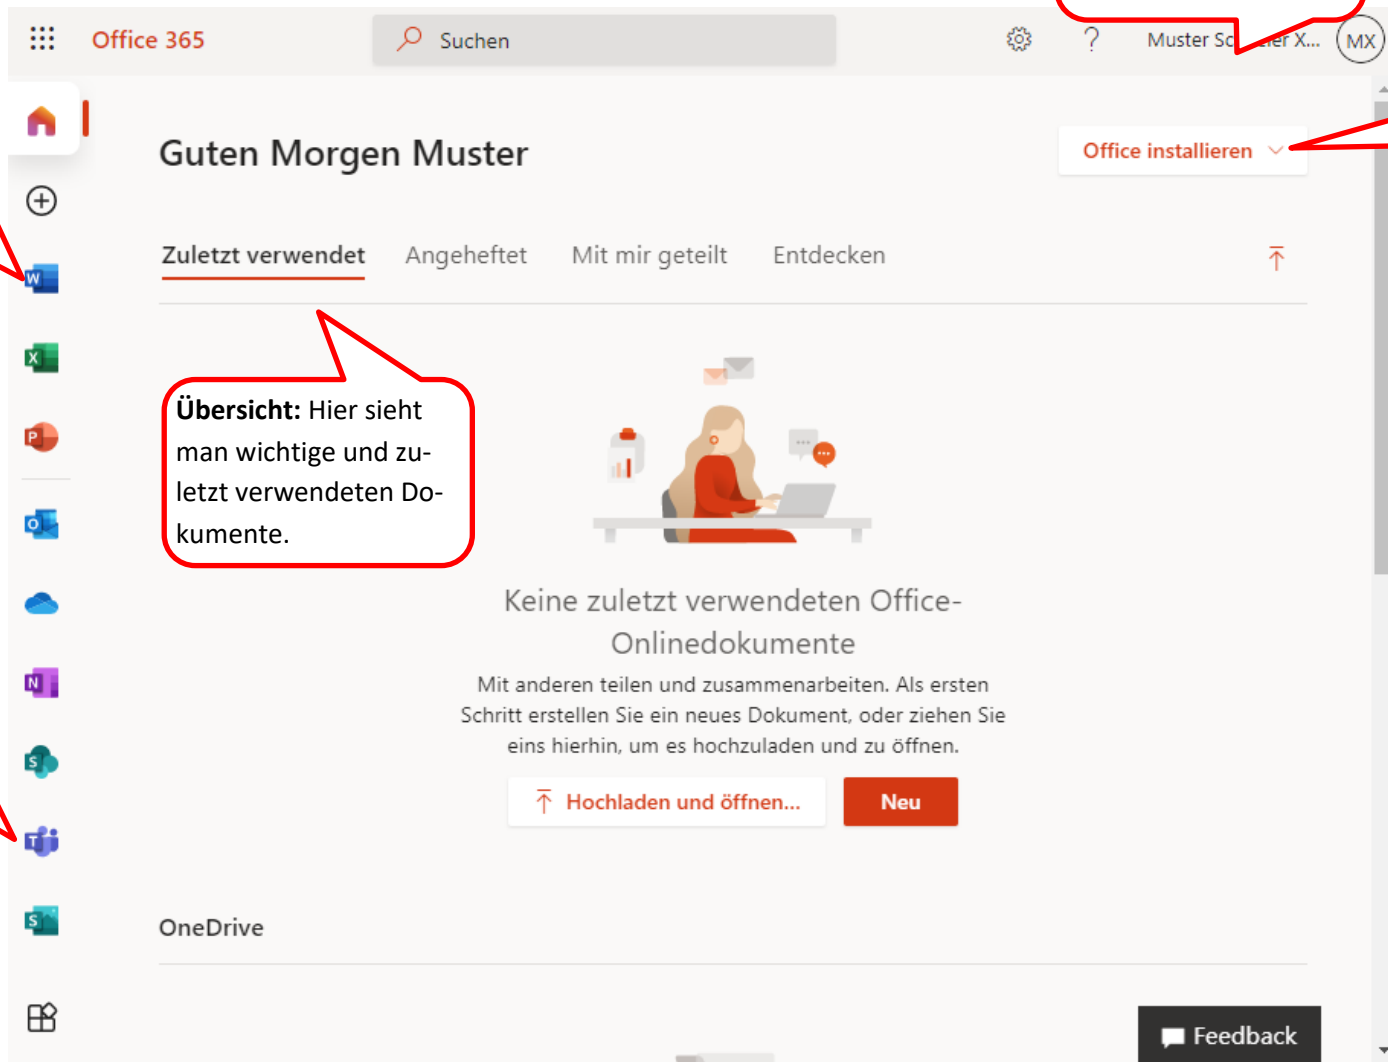 Office 365
Suchen
?
Muster X...
MX
Guten Morgen Muster
Office installieren
Zuletzt verwendet
Angeheftet
Mit mir geteilt
Entdecken
W
X
P
O
N
S
T
S
Übersicht: Hier sieht
man wichtige und zu-
letzt verwendeten Do-
kumente.
Keine zuletzt verwendeten Office-
Onlinedokumente
Mit anderen teilen und zusammenarbeiten. Als ersten
Schritt erstellen Sie ein neues Dokument, oder ziehen Sie
eins hierhin, um es hochzuladen und zu öffnen.
Hochladen und öffnen...
Neu
OneDrive
Feedback